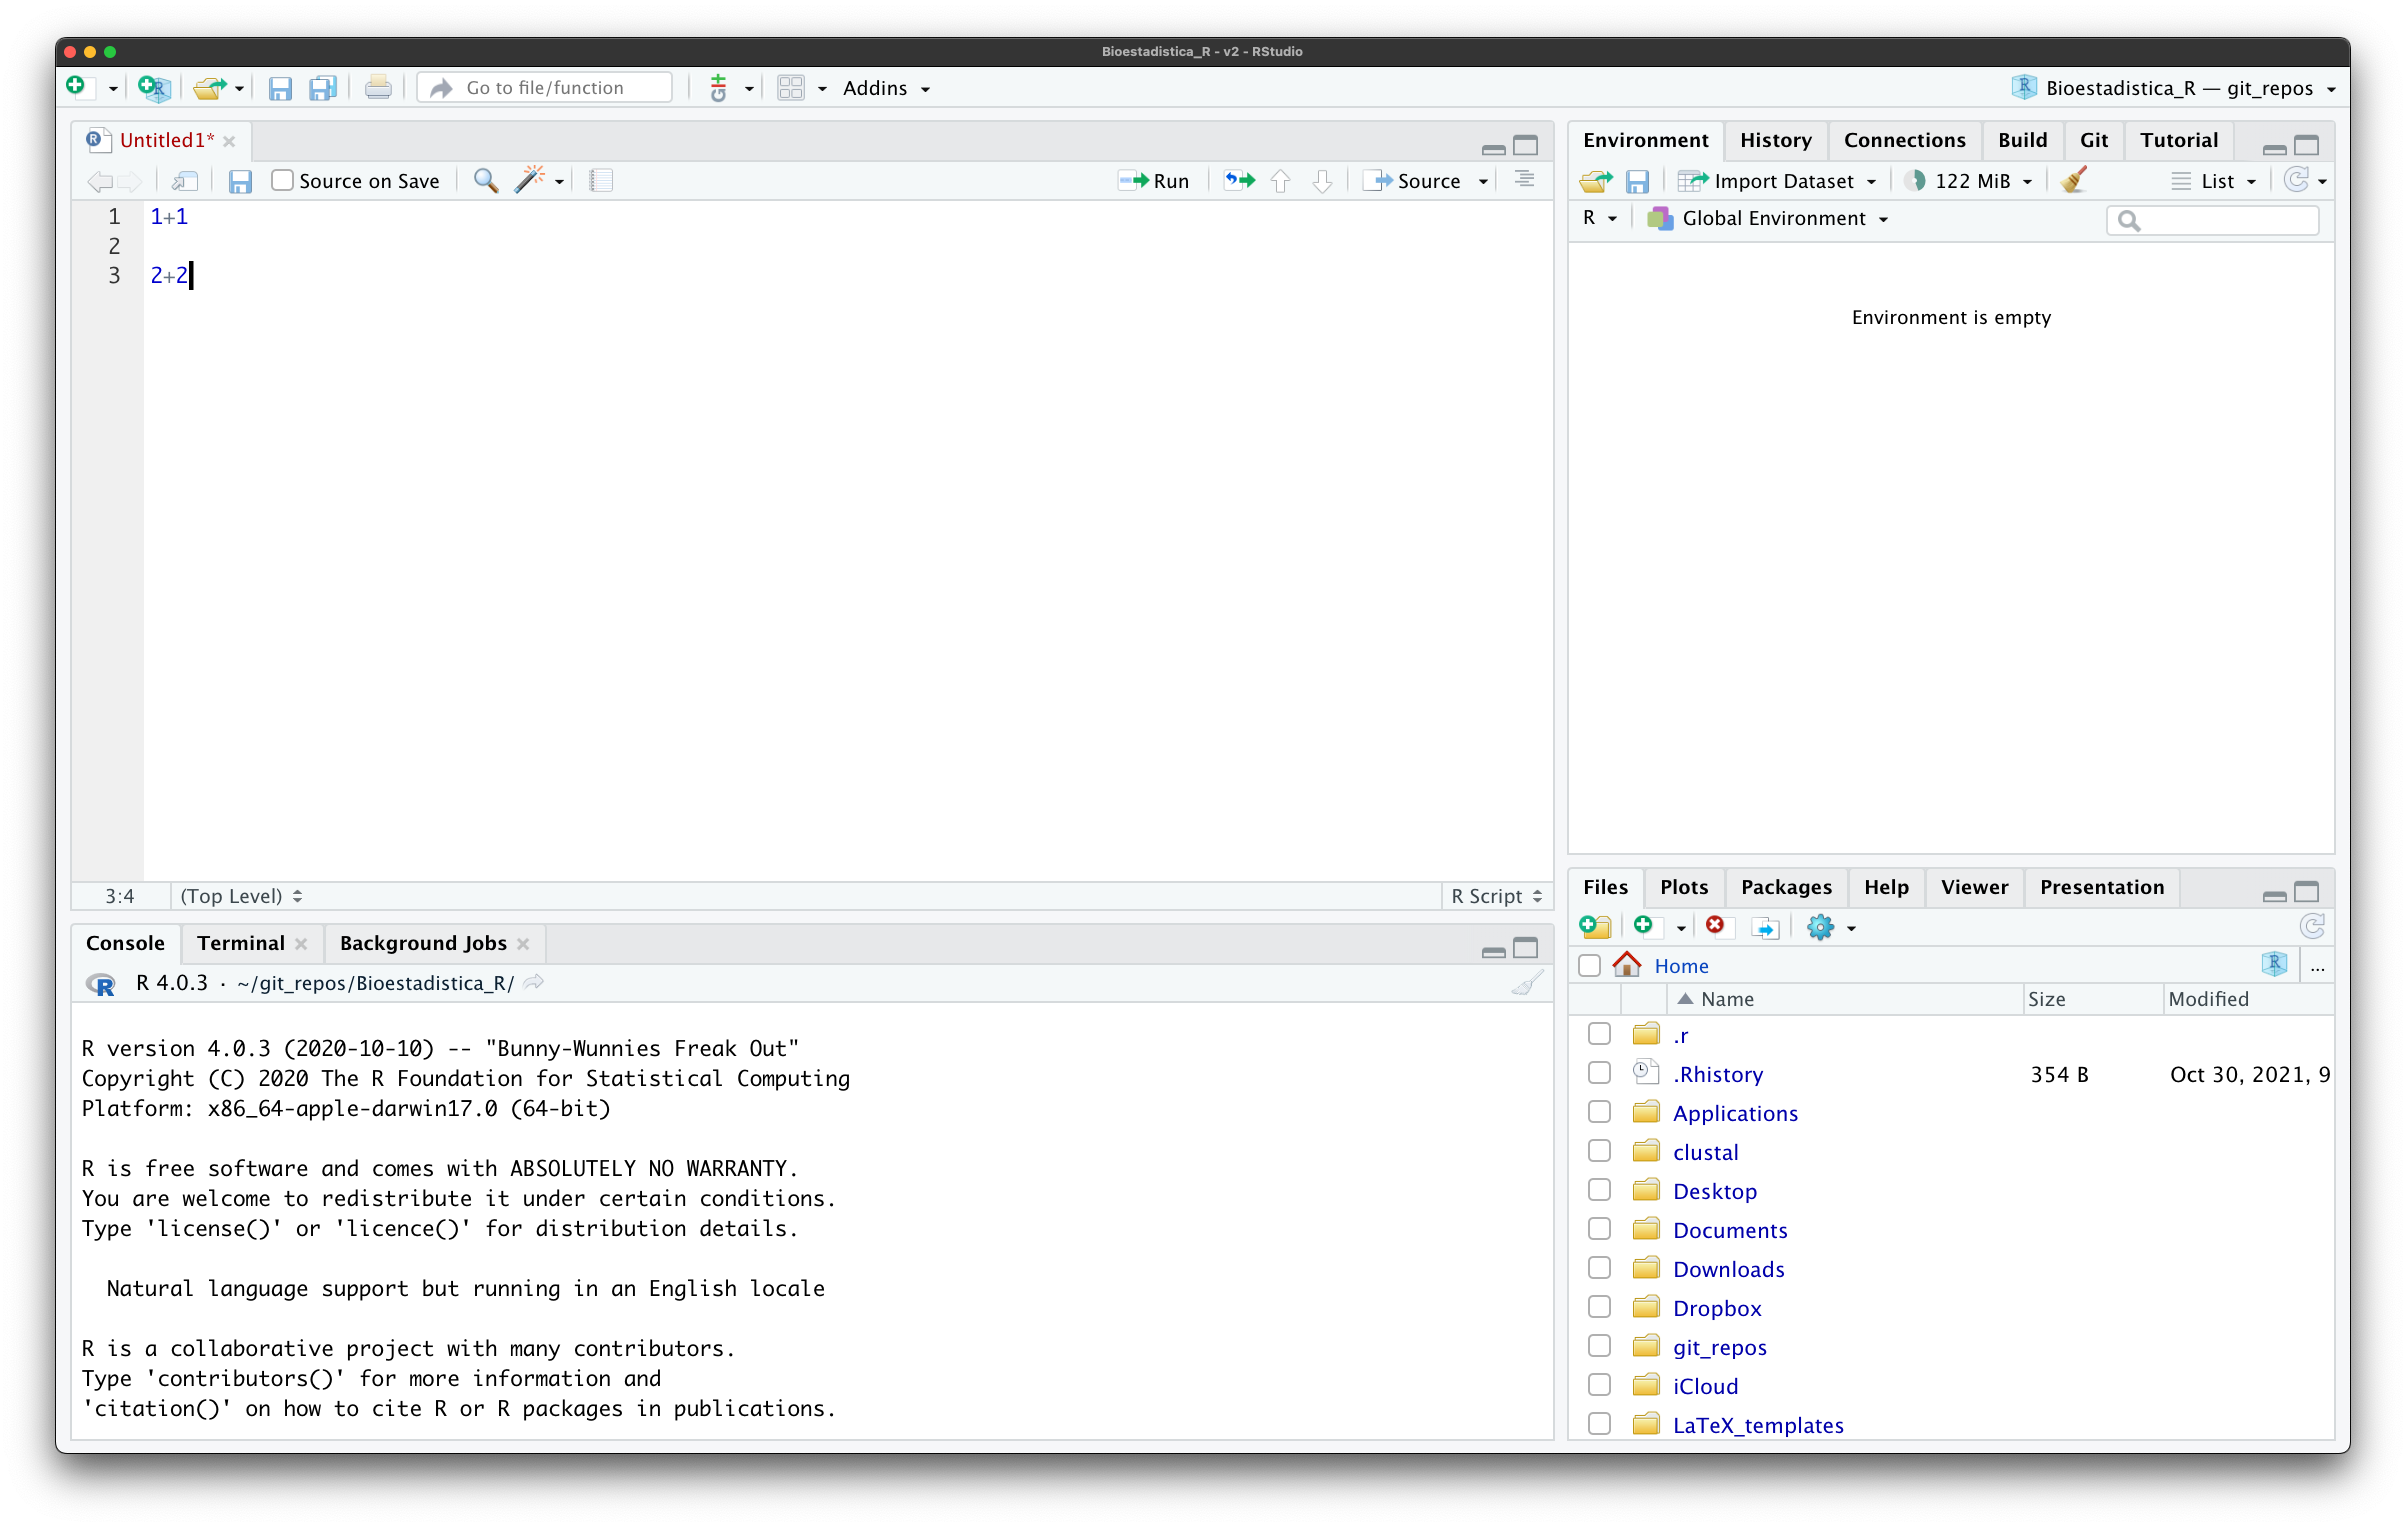 Bioestadistica_R - v2 - RStudio
Go to file/function
Git
Addins
R Bioestadistica_R — git_repos
Untitled1*
Source on Save
Run
Source
1 1+1
2
3 2+2
3:4 (Top Level) R Script
Console Terminal Background Jobs
R 4.0.3 · ~/git_repos/Bioestadistica_R/
R version 4.0.3 (2020-10-10) -- "Bunny-Wunnies Freak Out"
Copyright (C) 2020 The R Foundation for Statistical Computing
Platform: x86_64-apple-darwin17.0 (64-bit)
R is free software and comes with ABSOLUTELY NO WARRANTY.
You are welcome to redistribute it under certain conditions.
Type 'license()' or 'licence()' for distribution details.
Natural language support but running in an English locale
R is a collaborative project with many contributors.
Type 'contributors()' for more information and
'citation()' on how to cite R or R packages in publications.
Environment History Connections Build Git Tutorial
Import Dataset 122 MiB List
R Global Environment
Environment is empty
Files Plots Packages Help Viewer Presentation
Home R ...
Name Size Modified
.r
.Rhistory 354 B Oct 30, 2021, 9
Applications
clustal
Desktop
Documents
Downloads
Dropbox
git_repos
iCloud
LaTeX_templates